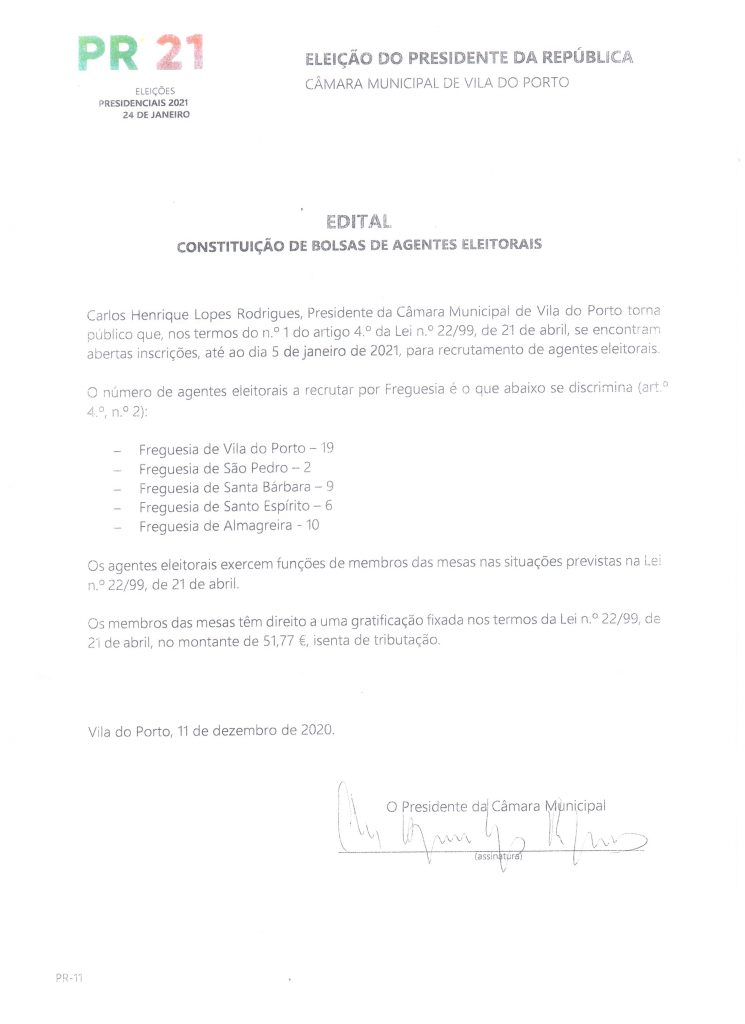 PR 21
ELEIÇÕES
PRESIDENCIAIS 2021
24 DE JANEIRO
ELEIÇÃO DO PRESIDENTE DA REPÚBLICA
CÂMARA MUNICIPAL DE VILA DO PORTO
EDITAL
CONSTITUIÇÃO DE BOLSAS DE AGENTES ELEITORAIS
Carlos Henrique Lopes Rodrigues, Presidente da Câmara Municipal de Vila do Porto torna
público que, nos termos do n.º 1 do artigo 4.º da Lei n.º 22/99, de 21 de abril, se encontram
abertas inscrições, até ao dia 5 de janeiro de 2021, para recrutamento de agentes eleitorais.
O número de agentes eleitorais a recrutar por Freguesia é o que abaixo se discrimina (art.º
4.º, n.º 2):
– Freguesia de Vila do Porto – 19
– Freguesia de São Pedro – 2
– Freguesia de Santa Bárbara – 9
– Freguesia de Santo Espírito – 6
– Freguesia de Almagreira - 10
Os agentes eleitorais exercem funções de membros das mesas nas situações previstas na Lei
n.º 22/99, de 21 de abril.
Os membros das mesas têm direito a uma gratificação fixada nos termos da Lei n.º 22/99, de
21 de abril, no montante de 51,77 €, isenta de tributação.
Vila do Porto, 11 de dezembro de 2020.
O Presidente da Câmara Municipal
(assinatura)
PR-11